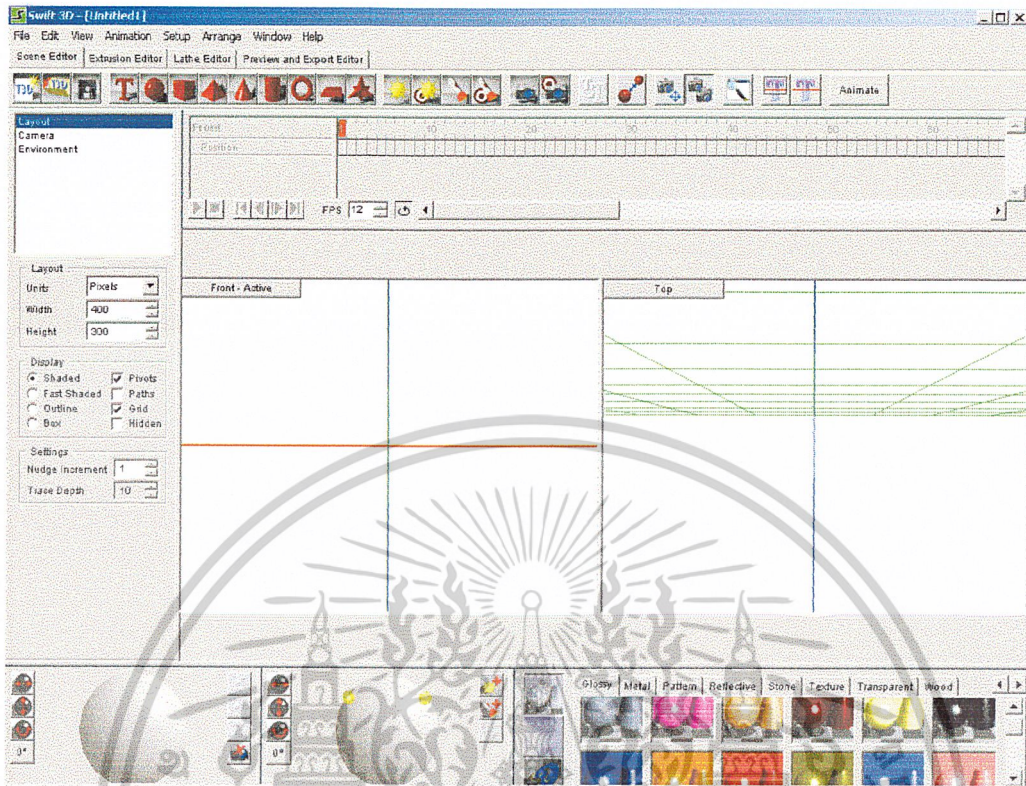 Swift 3D - [Untitled1]
File Edit View Animation Setup Arrange Window Help
Scene Editor Extrusion Editor Lathe Editor Preview and Export Editor
Animate
Layout
Camera
Environment
Front
Position
10 20 30 40 50 60
FPS 12
Layout
Units Pixels
Width 400
Height 300
Display
Shaded Pivots
Fast Shaded Paths
Outline Grid
Box Hidden
Settings
Nudge Increment 1
Trace Depth 10
Front - Active
Top
0°
0°
Glossy Metal Pattern Reflective Stone Texture Transparent Wood